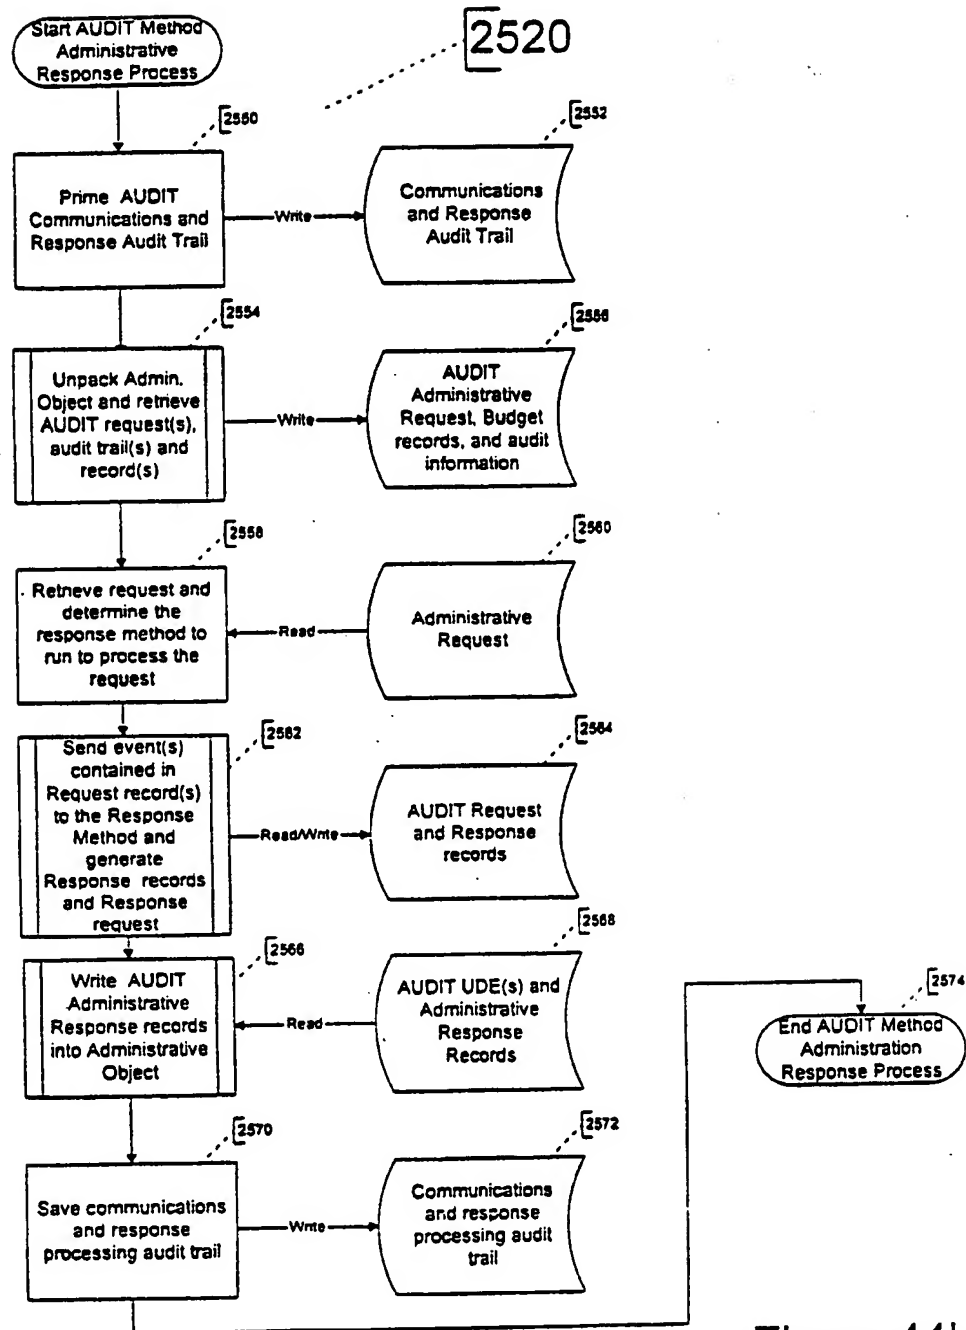 Start AUDIT Method
Administrative
Response Process
2520
2550
Prime AUDIT
Communications and
Response Audit Trail
Write
2552
Communications
and Response
Audit Trail
2554
Unpack Admin.
Object and retrieve
AUDIT request(s),
audit trail(s) and
record(s)
Write
2556
AUDIT
Administrative
Request, Budget
records, and audit
information
2558
Retrieve request and
determine the
response method to
run to process the
request
Read
2560
Administrative
Request
2562
Send event(s)
contained in
Request record(s)
to the Response
Method and
generate
Response records
and Response
request
Read/Write
2564
AUDIT Request
and Response
records
2566
Write AUDIT
Administrative
Response records
into Administrative
Object
Read
2568
AUDIT UDE(s) and
Administrative
Response
Records
2570
Save communications
and response
processing audit trail
Write
2572
Communications
and response
processing audit
trail
2574
End AUDIT Method
Administration
Response Process